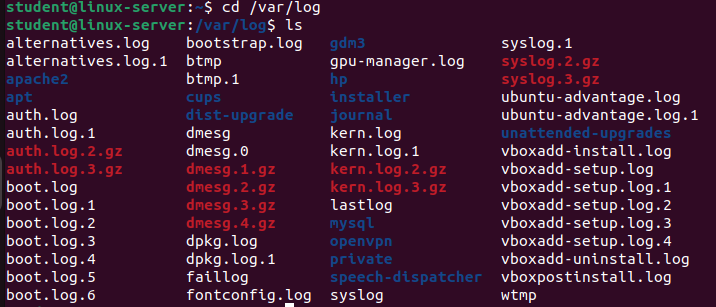 student@linux-server:~$ cd /var/log
student@linux-server:/var/log$ ls
alternatives.log bootstrap.log gdm3 syslog.1
alternatives.log.1 btmp gpu-manager.log syslog.2.gz
apache2 btmp.1 hp syslog.3.gz
apt cups installer ubuntu-advantage.log
auth.log dist-upgrade journal ubuntu-advantage.log.1
auth.log.1 dmesg kern.log unattended-upgrades
auth.log.2.gz dmesg.0 kern.log.1 vboxadd-install.log
auth.log.3.gz dmesg.1.gz kern.log.2.gz vboxadd-setup.log
boot.log dmesg.2.gz kern.log.3.gz vboxadd-setup.log.1
boot.log.1 dmesg.3.gz lastlog vboxadd-setup.log.2
boot.log.2 dmesg.4.gz mysql vboxadd-setup.log.3
boot.log.3 dpkg.log openvpn vboxadd-setup.log.4
boot.log.4 dpkg.log.1 private vboxadd-uninstall.log
boot.log.5 faillog speech-dispatcher vboxpostinstall.log
boot.log.6 fontconfig.log syslog wtmp